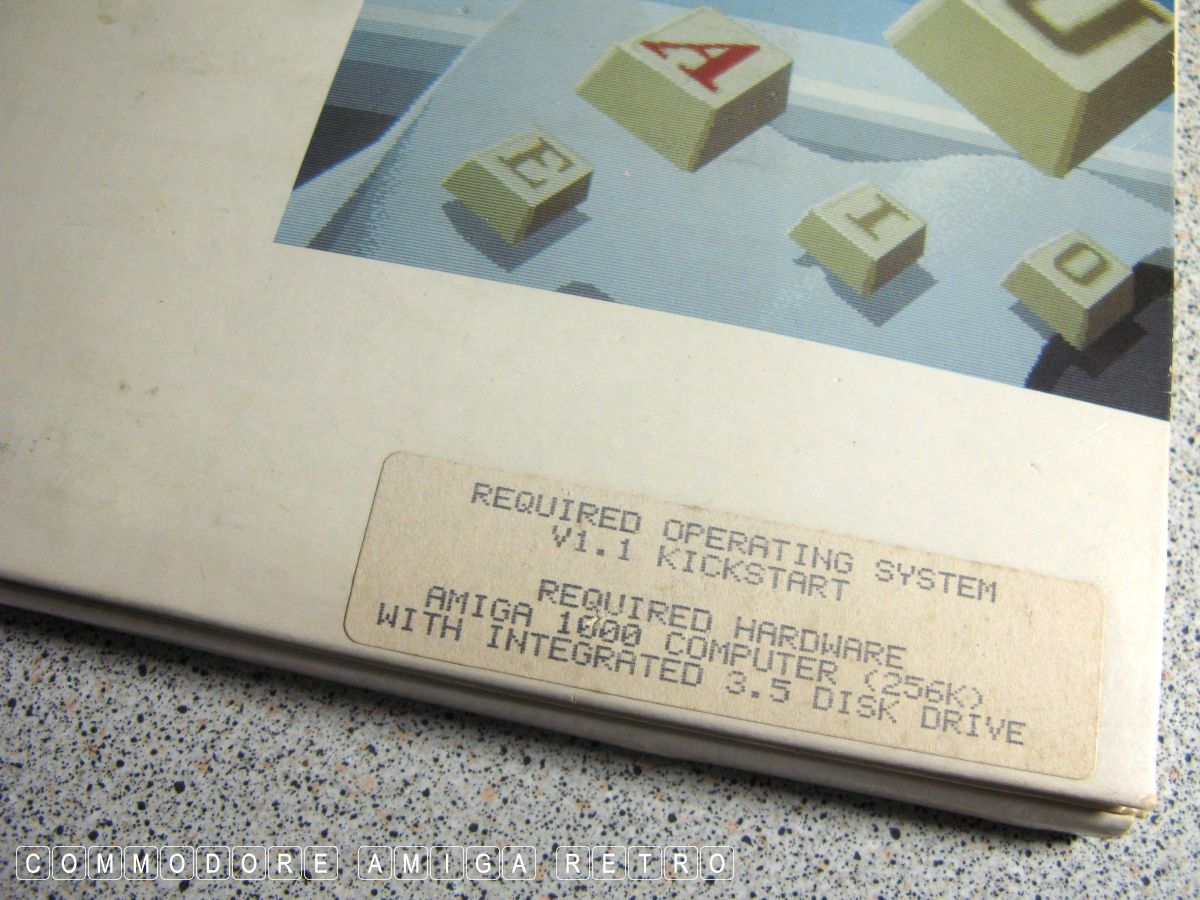 A
U
E
I
O
REQUIRED OPERATING SYSTEM
V1.1 KICKSTART
REQUIRED HARDWARE
AMIGA 1000 COMPUTER (256K)
WITH INTEGRATED 3.5 DISK DRIVE
COMMODORE AMIGA RETRO